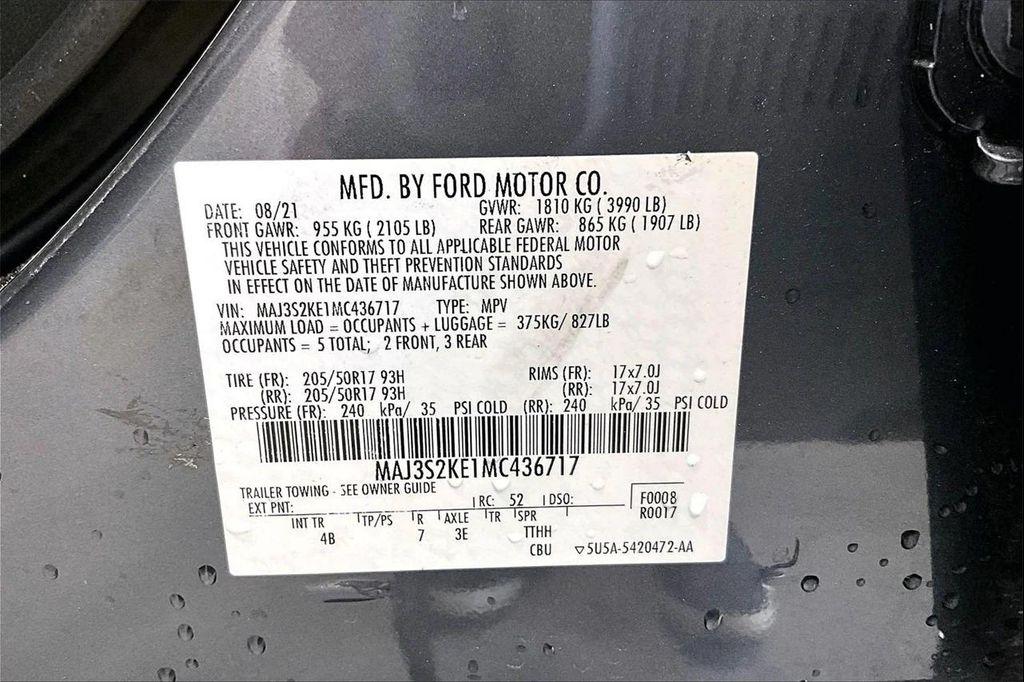 MFD. BY FORD MOTOR CO.
DATE: 08/21 GVWR: 1810 KG ( 3990 LB)
FRONT GAWR: 955 KG ( 2105 LB) REAR GAWR: 865 KG ( 1907 LB)
THIS VEHICLE CONFORMS TO ALL APPLICABLE FEDERAL MOTOR
VEHICLE SAFETY AND THEFT PREVENTION STANDARDS
IN EFFECT ON THE DATE OF MANUFACTURE SHOWN ABOVE.
VIN: MAJ3S2KE1MC436717 TYPE: MPV
MAXIMUM LOAD = OCCUPANTS + LUGGAGE = 375KG/ 827LB
OCCUPANTS = 5 TOTAL; 2 FRONT, 3 REAR
TIRE (FR): 205/50R17 93H RIMS (FR): 17x7.0J
(RR): 205/50R17 93H (RR): 17x7.0J
PRESSURE (FR): 240 kPa/ 35 PSI COLD (RR): 240 kPa/ 35 PSI COLD
MAJ3S2KE1MC436717
TRAILER TOWING - SEE OWNER GUIDE
EXT PNT: RC: 52 DSO: F0008
R0017
INT TR TP/PS R AXLE TR SPR
4B 7 3E TTHH
CBU ▽5U5A-5420472-AA